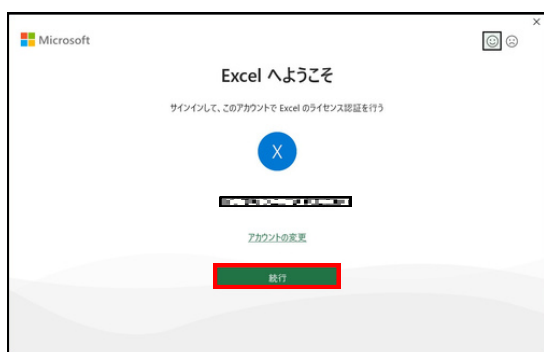 Microsoft
Excel へようこそ
サインインして、このアカウントで Excel のライセンス認証を行う
X
アカウントの変更
続行